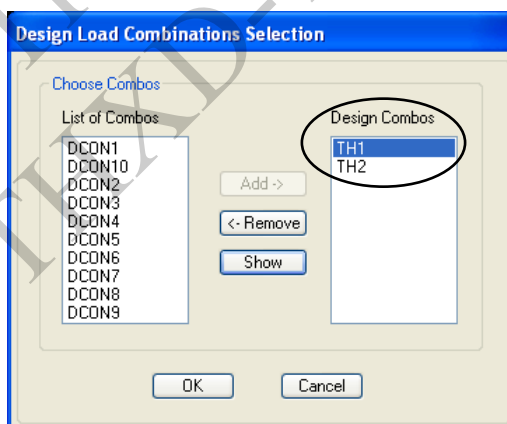 Design Load Combinations Selection
Choose Combos
List of Combos
DCON1
DCON10
DCON2
DCON3
DCON4
DCON5
DCON6
DCON7
DCON8
DCON9
Add ->
<- Remove
Show
Design Combos
TH1
TH2
OK
Cancel
THXD-